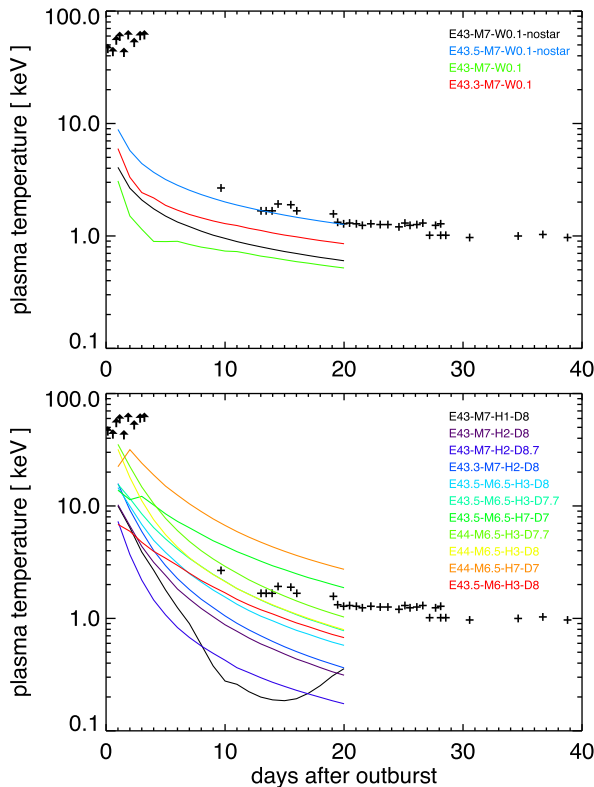 100.0
10.0
1.0
0.1
plasma temperature [ keV ]
E43-M7-W0.1-nostar
E43.5-M7-W0.1-nostar
E43-M7-W0.1
E43.3-M7-W0.1
0 10 20 30 40
100.0
10.0
1.0
0.1
plasma temperature [ keV ]
E43-M7-H1-D8
E43-M7-H2-D8
E43-M7-H2-D8.7
E43.3-M7-H2-D8
E43.5-M6.5-H3-D8
E43.5-M6.5-H3-D7.7
E43.5-M6.5-H7-D7
E44-M6.5-H3-D7.7
E44-M6.5-H3-D8
E44-M6.5-H7-D7
E43.5-M6-H3-D8
0 10 20 30 40
days after outburst